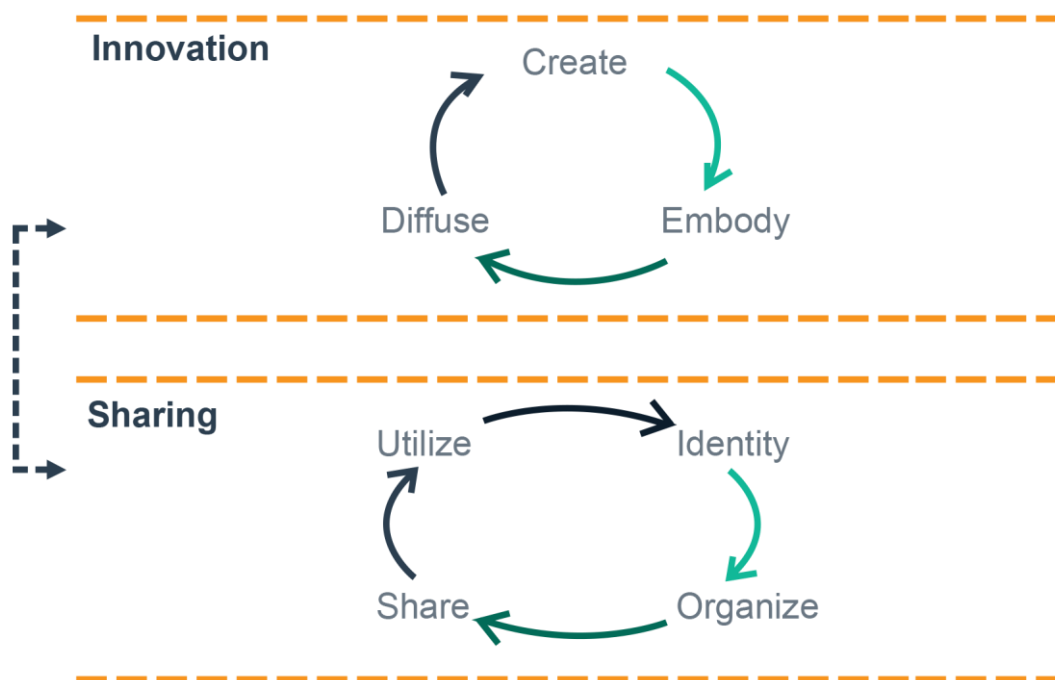 Innovation
Create
Diffuse
Embody
Sharing
Utilize
Identity
Share
Organize